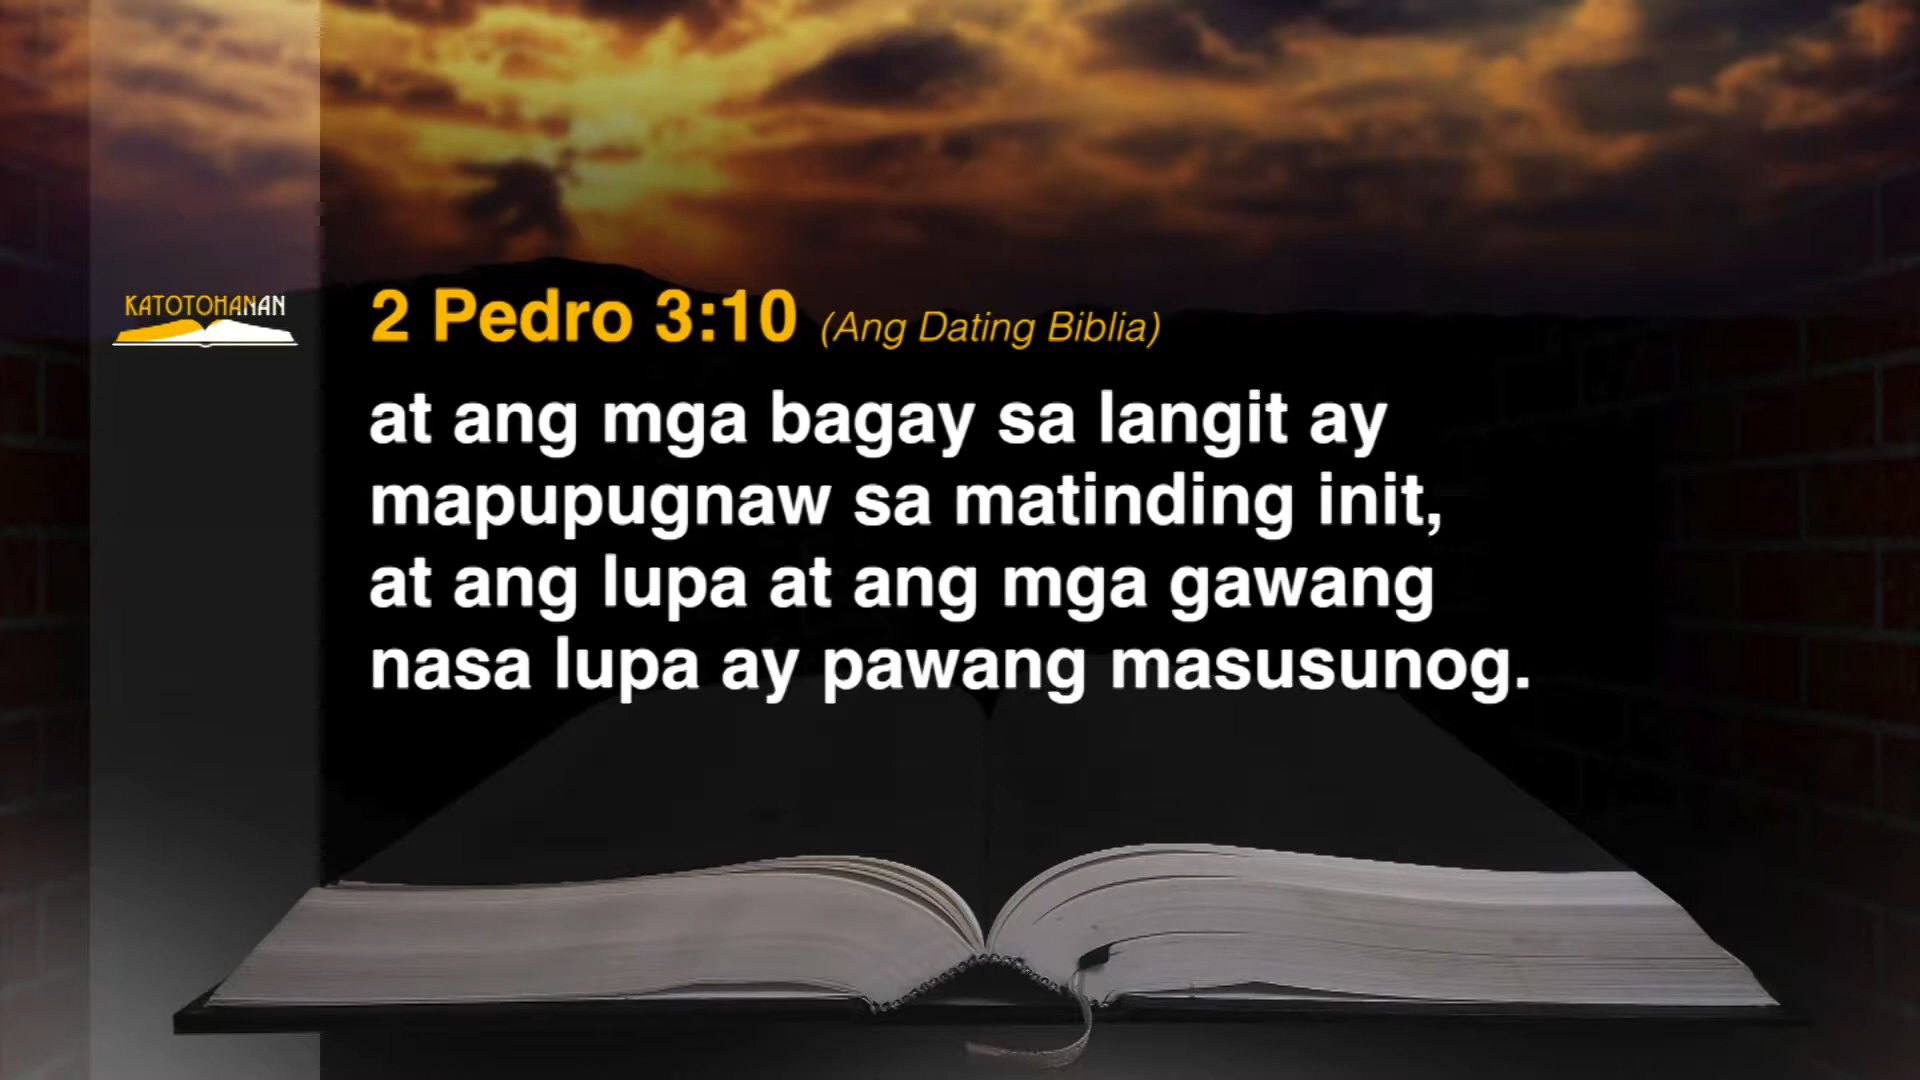 KATOTOHANAN
2 Pedro 3:10 (Ang Dating Biblia)
at ang mga bagay sa langit ay
mapupugnaw sa matinding init,
at ang lupa at ang mga gawang
nasa lupa ay pawang masusunog.